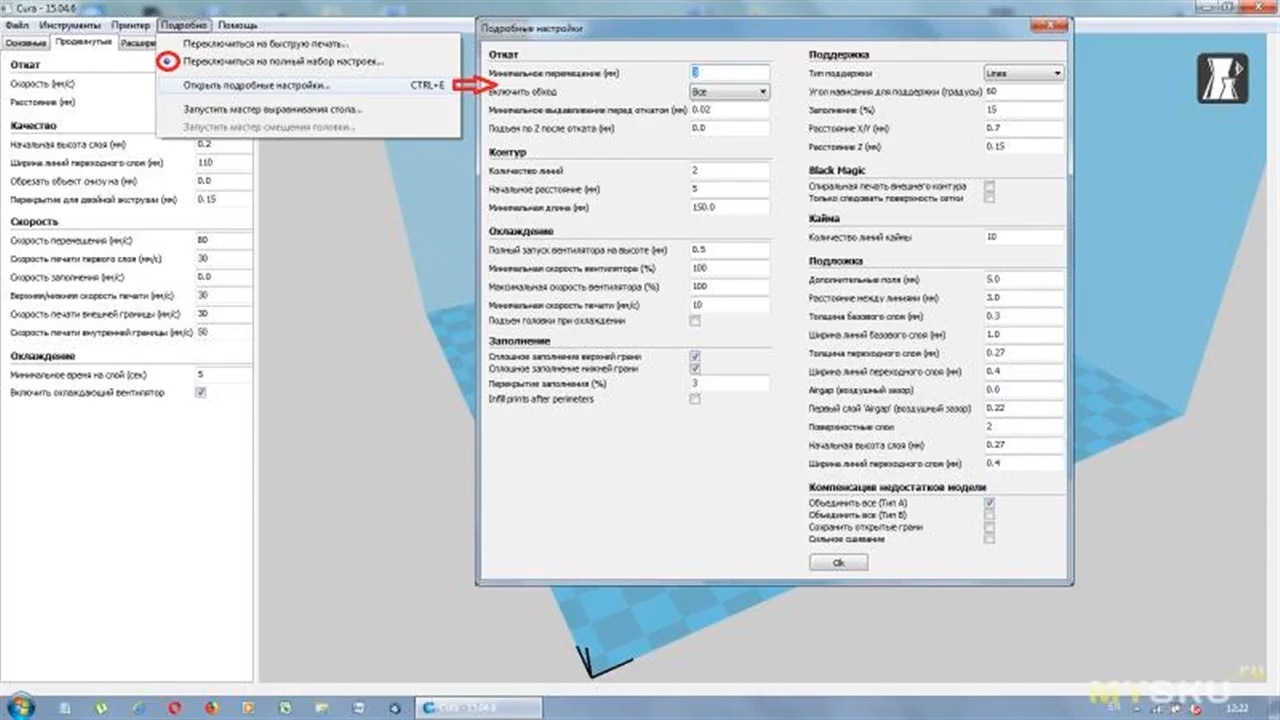 Cura - 15.04.6
Файл Инструменты Принтер Подробно Помощь
Основные Продвинутые Расшире
Переключиться на быструю печать...
Переключиться на полный набор настроек...
Открыть подробные настройки... CTRL+E
Запустить мастер выравнивания стола...
Запустить мастер смещения головки...
Откат
Скорость (мм/с)
Расстояние (мм)
Качество
Начальная высота слоя (мм) 0.2
Ширина линий переходного слоя (мм) 110
Обрезать объект снизу на (мм) 0.0
Перекрытие для двойной экструзии (мм) 0.15
Скорость
Скорость перемещения (мм/с) 80
Скорость печати первого слоя (мм/с) 30
Скорость заполнения (мм/с) 0.0
Верхняя/нижняя скорость печати (мм/с) 30
Скорость печати внешней границы (мм/с) 30
Скорость печати внутренней границы (мм/с) 50
Охлаждение
Минимальное время на слой (сек) 5
Включить охлаждающий вентилятор
Подробные настройки
Откат
Минимальное перемещение (мм)
Включить обход Все
Минимальное выдавливание перед откатом (мм) 0.02
Подъем по Z после отката (мм) 0.0
Контур
Количество линий 2
Начальное расстояние (мм) 5
Минимальная длина (мм) 150.0
Охлаждение
Полный запуск вентилятора на высоте (мм) 0.5
Минимальная скорость вентилятора (%) 100
Максимальная скорость вентилятора (%) 100
Минимальная скорость печати (мм/с) 10
Подъем головки при охлаждении
Заполнение
Сплошное заполнение верхней грани
Сплошное заполнение нижней грани
Перекрытие заполнения (%) 3
Infill prints after perimeters
Поддержка
Тип поддержки Lines
Угол нависания для поддержки (градусы) 60
Заполнение (%) 15
Расстояние X/Y (мм) 0.7
Расстояние Z (мм) 0.15
Black Magic
Спиральная печать внешнего контура
Только следовать поверхность сетки
Кайма
Количество линий каймы 10
Подложка
Дополнительные поля (мм) 5.0
Расстояние между линиями (мм) 3.0
Толщина базового слоя (мм) 0.3
Ширина линий базового слоя (мм) 1.0
Толщина переходного слоя (мм) 0.27
Ширина линий переходного слоя (мм) 0.4
Airgap (воздушный зазор) 0.0
Первый слой 'Airgap' (воздушный зазор) 0.22
Поверхностные слои 2
Начальная высота слоя (мм) 0.27
Ширина линий переходного слоя (мм) 0.4
Компенсация недостатков модели
Объединить все (Тип A)
Объединить все (Тип B)
Сохранить открытые грани
Сильное сшивание
Ok
Cura - 15.04.6
EN
12:22
MYSKU.ru